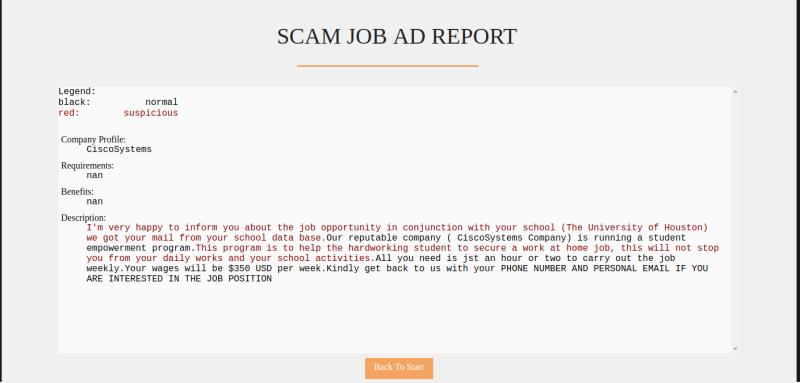 SCAM JOB AD REPORT
Legend:
black: normal
red: suspicious
Company Profile:
CiscoSystems
Requirements:
nan
Benefits:
nan
Description:
I'm very happy to inform you about the job opportunity in conjunction with your school (The University of Houston)
we got your mail from your school data base.Our reputable company ( CiscoSystems Company) is running a student
empowerment program.This program is to help the hardworking student to secure a work at home job, this will not stop
you from your daily works and your school activities.All you need is jst an hour or two to carry out the job
weekly.Your wages will be $350 USD per week.Kindly get back to us with your PHONE NUMBER AND PERSONAL EMAIL IF YOU
ARE INTERESTED IN THE JOB POSITION
Back To Start